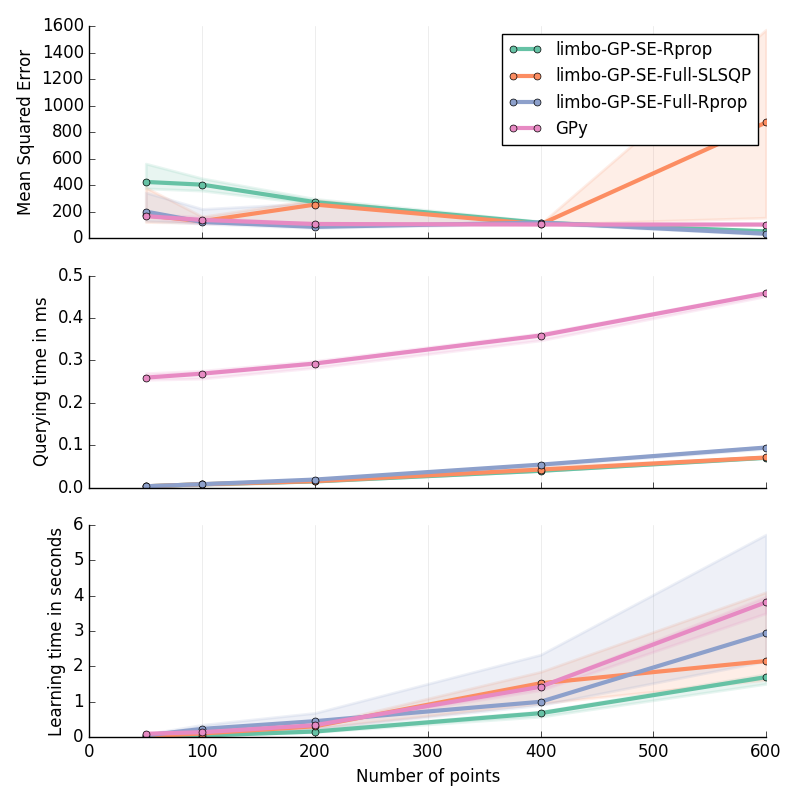 1600
1400
1200
1000
800
600
400
200
0
Mean Squared Error
limbo-GP-SE-Rprop
limbo-GP-SE-Full-SLSQP
limbo-GP-SE-Full-Rprop
GPy
0.5
0.4
0.3
0.2
0.1
0.0
Querying time in ms
6
5
4
3
2
1
0
Learning time in seconds
0 100 200 300 400 500 600
Number of points